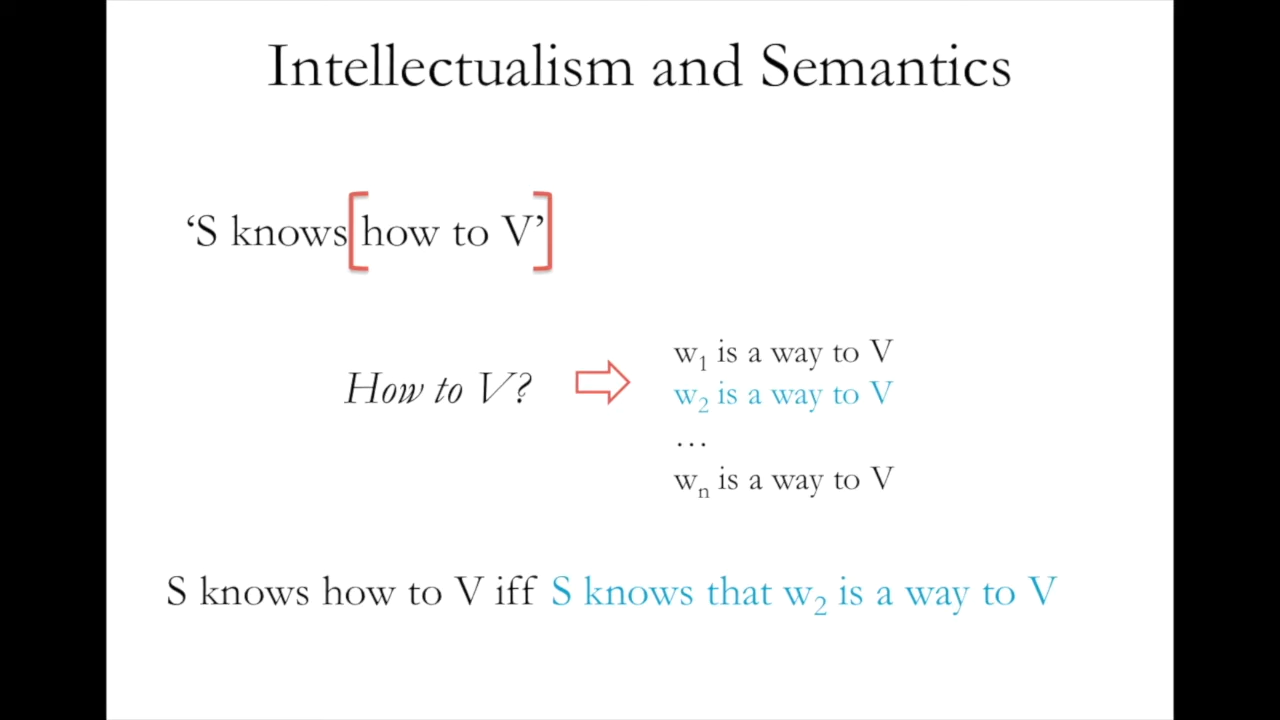 Intellectualism and Semantics
‘S knows [how to V’]
w₁ is a way to V
How to V? ⇨ w₂ is a way to V
…
wₙ is a way to V
S knows how to V iff S knows that w₂ is a way to V